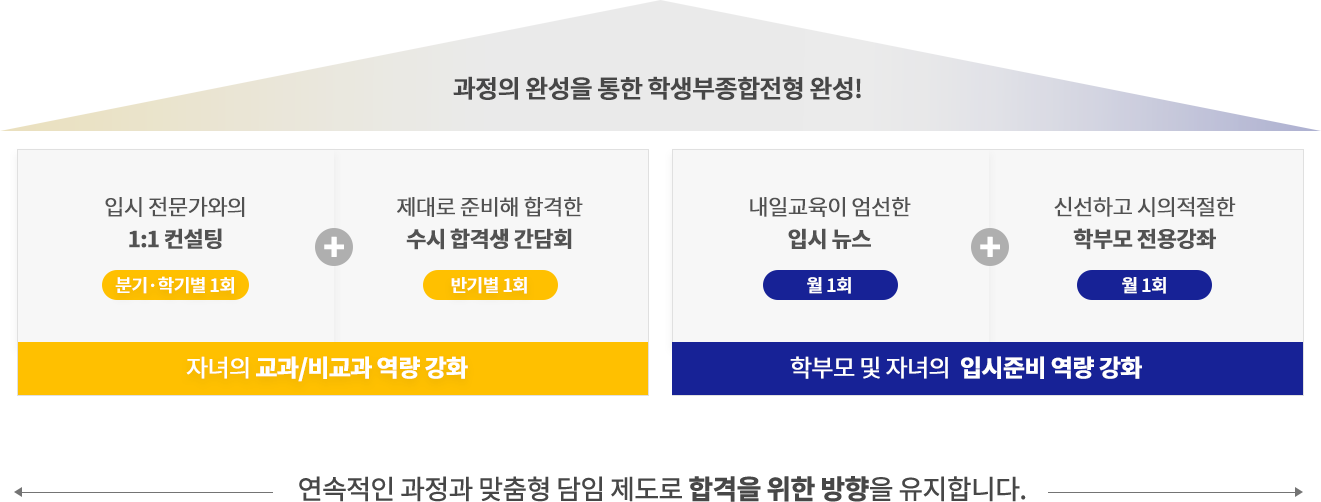 과정의 완성을 통한 학생부종합전형 완성!
입시 전문가와의
1:1 컨설팅
분기·학기별 1회
제대로 준비해 합격한
수시 합격생 간담회
반기별 1회
자녀의 교과/비교과 역량 강화
내일교육이 엄선한
입시 뉴스
월 1회
신선하고 시의적절한
학부모 전용강좌
월 1회
학부모 및 자녀의 입시준비 역량 강화
연속적인 과정과 맞춤형 담임 제도로 합격을 위한 방향을 유지합니다.